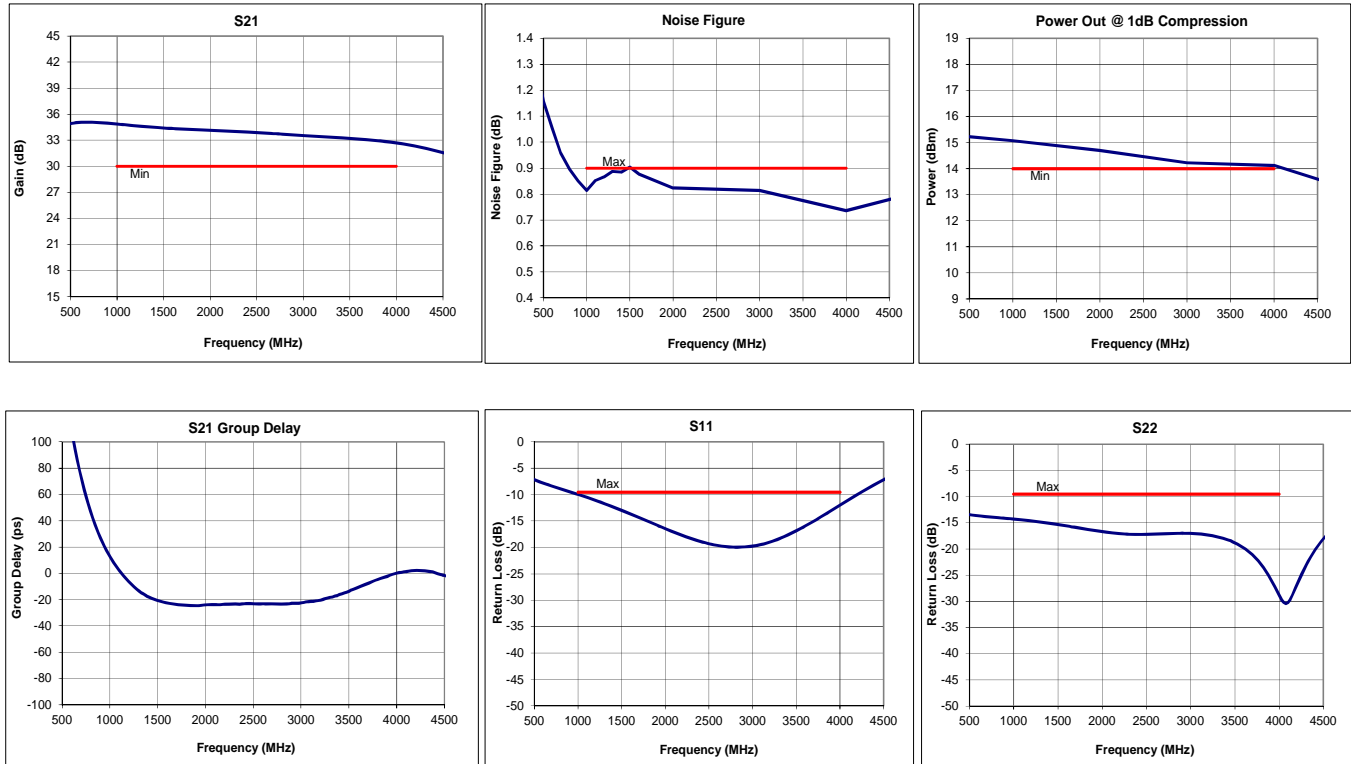 S21
45
42
39
36
33
30
27
24
21
18
15
Gain (dB)
Min
500 1000 1500 2000 2500 3000 3500 4000 4500
Frequency (MHz)
Noise Figure
1.4
1.3
1.2
1.1
1.0
0.9
0.8
0.7
0.6
0.5
0.4
Noise Figure (dB)
Max
500 1000 1500 2000 2500 3000 3500 4000 4500
Frequency (MHz)
Power Out @ 1dB Compression
19
18
17
16
15
14
13
12
11
10
9
Power (dBm)
Min
500 1000 1500 2000 2500 3000 3500 4000 4500
Frequency (MHz)
S21 Group Delay
100
80
60
40
20
0
-20
-40
-60
-80
-100
Group Delay (ps)
500 1000 1500 2000 2500 3000 3500 4000 4500
Frequency (MHz)
S11
0
-5
-10
-15
-20
-25
-30
-35
-40
-45
-50
Return Loss (dB)
Max
500 1000 1500 2000 2500 3000 3500 4000 4500
Frequency (MHz)
S22
0
-5
-10
-15
-20
-25
-30
-35
-40
-45
-50
Return Loss (dB)
Max
500 1000 1500 2000 2500 3000 3500 4000 4500
Frequency (MHz)